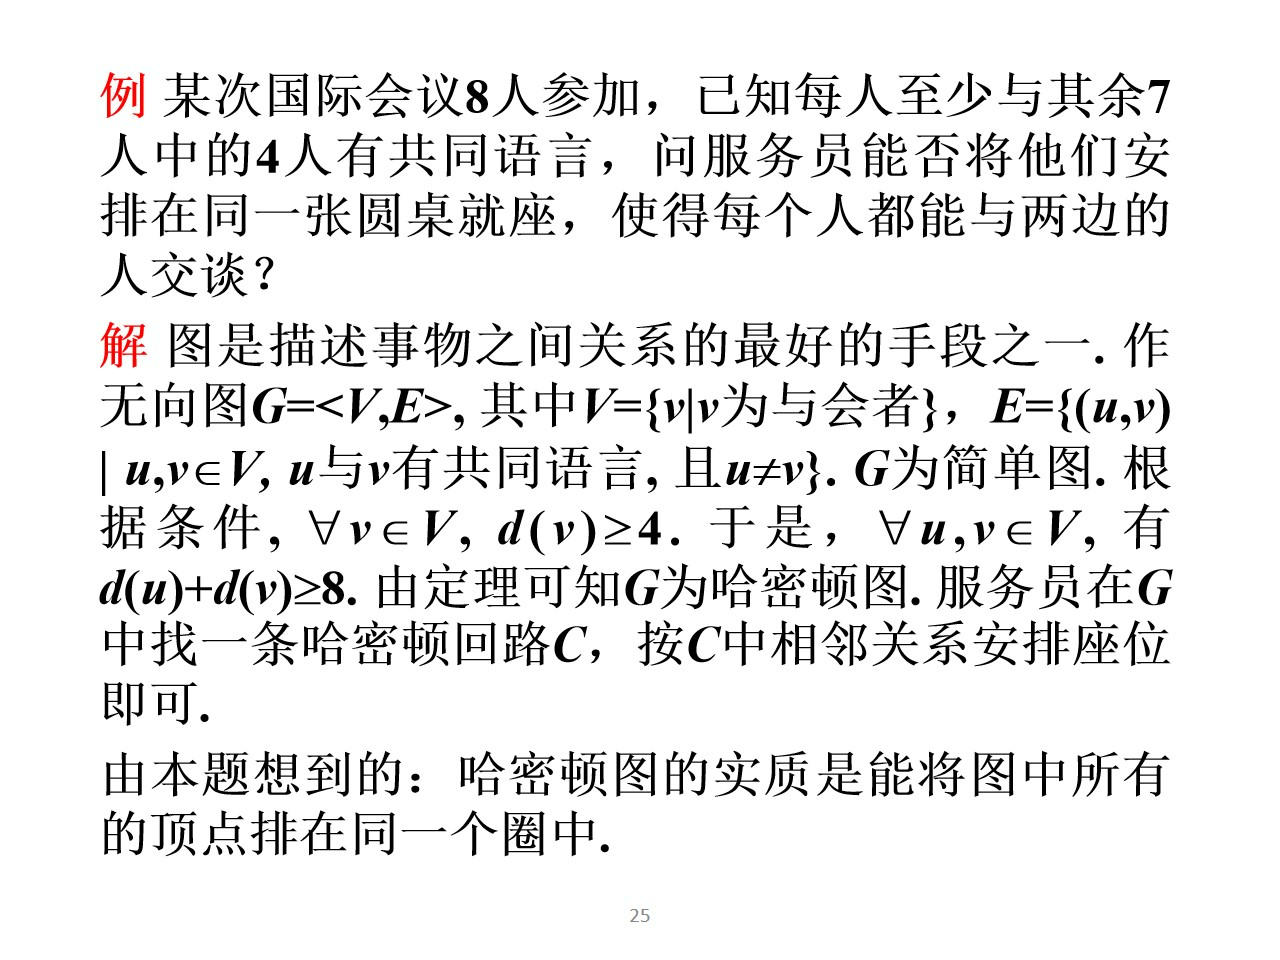 例 某次国际会议8人参加，已知每人至少与其余7
人中的4人有共同语言，问服务员能否将他们安
排在同一张圆桌就座，使得每个人都能与两边的
人交谈？
解 图是描述事物之间关系的最好的手段之一. 作
无向图G=<V,E>, 其中V={v|v为与会者}，E={(u,v)
| u,v∈V, u与v有共同语言, 且u≠v}. G为简单图. 根
据条件, ∀v∈V, d(v)≥4. 于是，∀u,v∈V, 有
d(u)+d(v)≥8. 由定理可知G为哈密顿图. 服务员在G
中找一条哈密顿回路C，按C中相邻关系安排座位
即可.
由本题想到的：哈密顿图的实质是能将图中所有
的顶点排在同一个圈中.
25